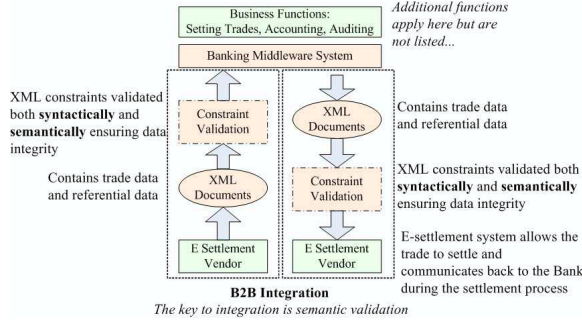 Business Functions:
Setting Trades, Accounting, Auditing
Additional functions
apply here but are
not listed...
Banking Middleware System
XML constraints validated
both syntactically and
semantically ensuring data
integrity
Constraint
Validation
Contains trade data
and referential data
XML
Documents
E Settlement
Vendor
XML
Documents
Contains trade data
and referential data
Constraint
Validation
XML constraints validated both
syntactically and semantically
ensuring data integrity
E Settlement
Vendor
E-settlement system allows the
trade to settle and
communicates back to the Bank
during the settlement process
B2B Integration
The key to integration is semantic validation